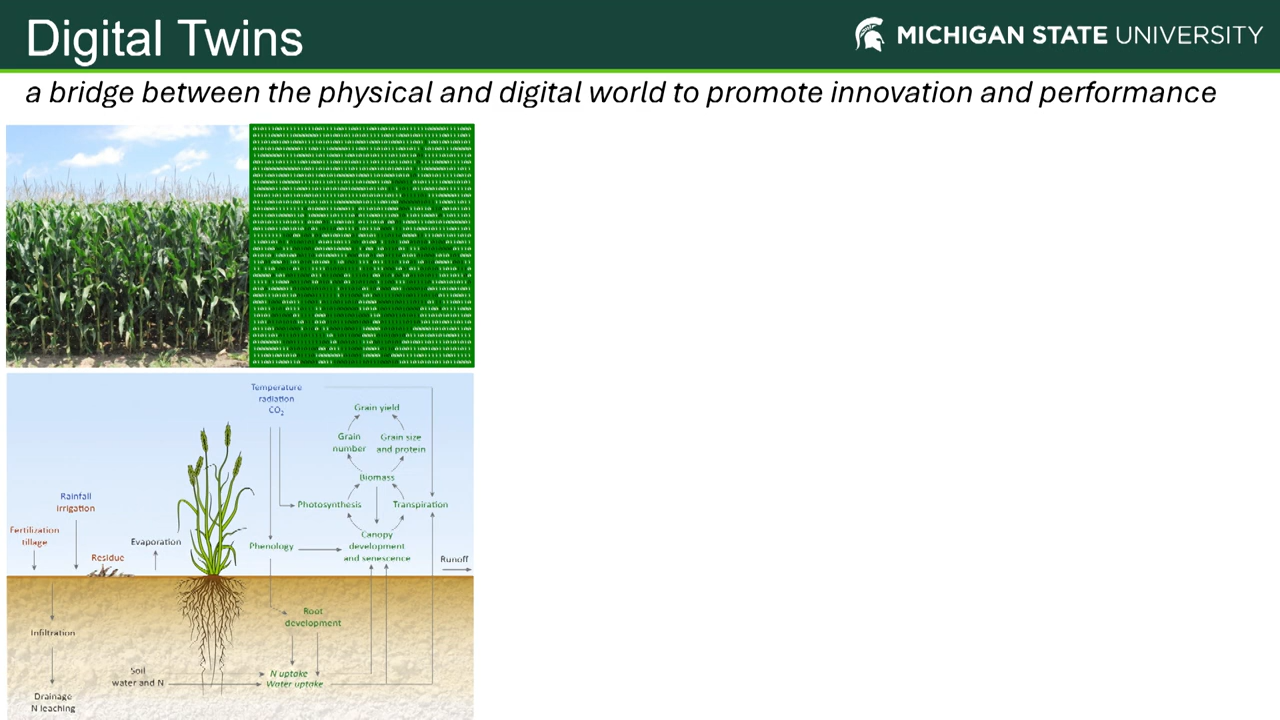 Digital Twins
MICHIGAN STATE UNIVERSITY
a bridge between the physical and digital world to promote innovation and performance
Temperature
radiation
CO2
Grain yield
Grain
number
Grain size
and protein
Biomass
Photosynthesis
Transpiration
Canopy
development
and senescence
Phenology
Rainfall
Irrigation
Fertilization
tillage
Residue
Evaporation
Runoff
Infiltration
Root
development
Soil
water and N
N uptake
Water uptake
Drainage
N leaching